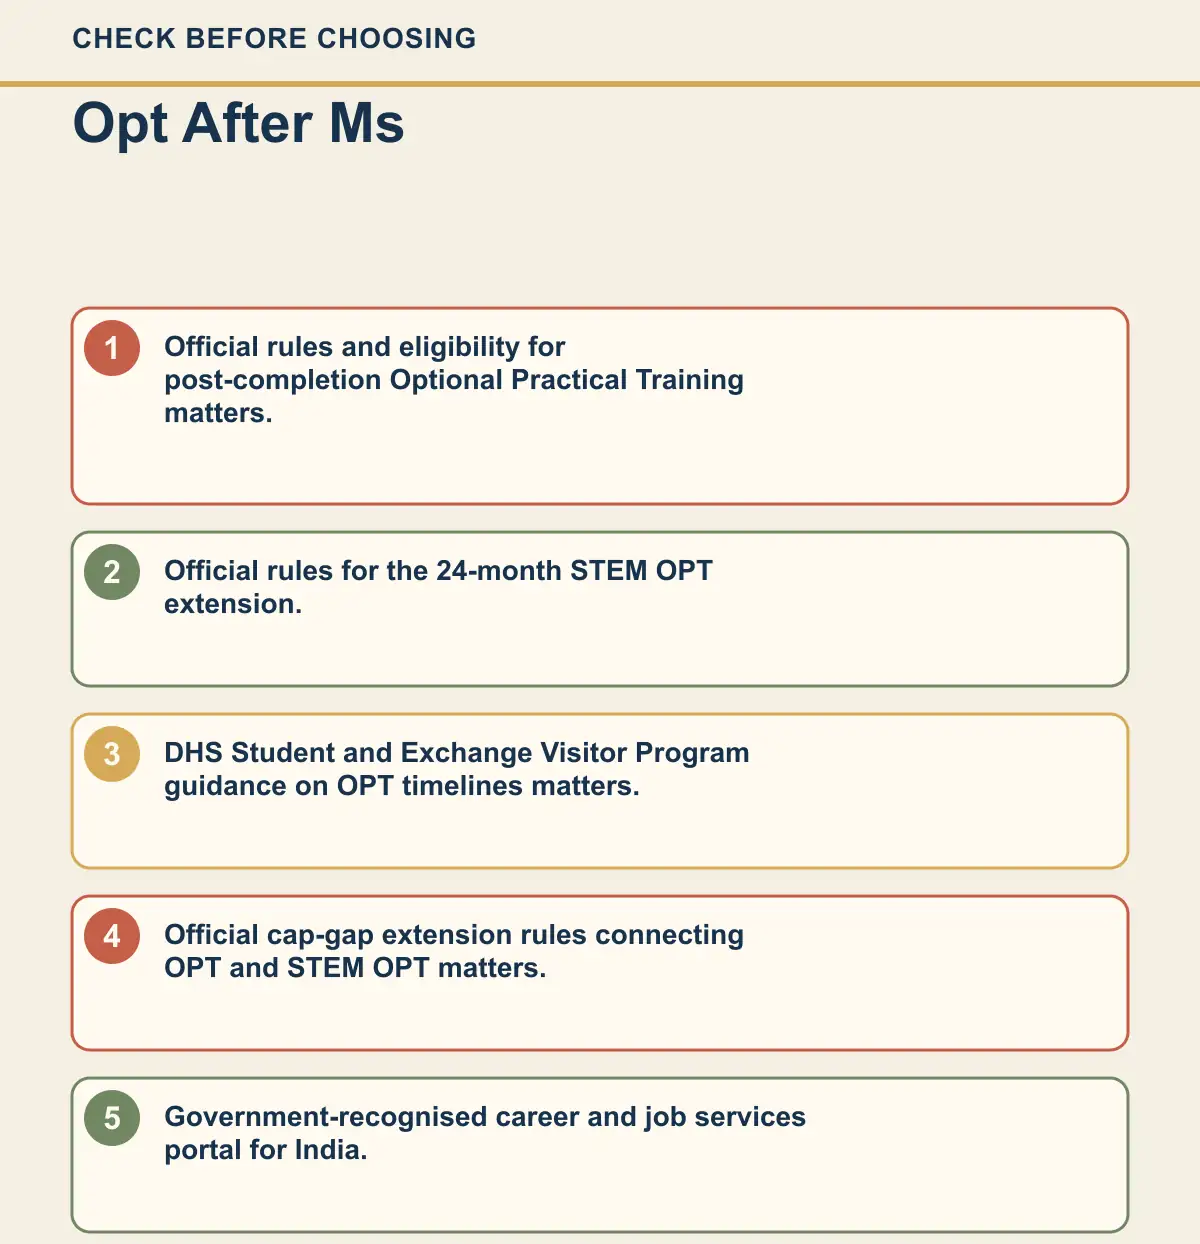 CHECK BEFORE CHOOSING
Opt After Ms
1
Official rules and eligibility for
post-completion Optional Practical Training
matters.
2
Official rules for the 24-month STEM OPT
extension.
3
DHS Student and Exchange Visitor Program
guidance on OPT timelines matters.
4
Official cap-gap extension rules connecting
OPT and STEM OPT matters.
5
Government-recognised career and job services
portal for India.